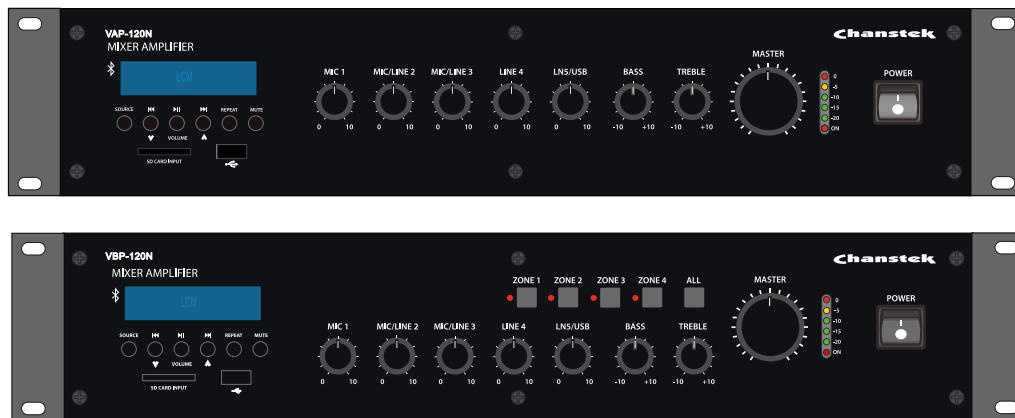 VAP-120N
Chanstek
MIXER AMPLIFIER
MASTER
LCN
MIC 1 MIC/LINE 2 MIC/LINE 3 LINE 4 LN5/USB BASS TREBLE
POWER
0
-5
-10
-15
-20
ON
SOURCE REPEAT MUTE
VOLUME
0 10 0 10 0 10 0 10 0 10 -10 +10 -10 +10
SD CARD INPUT
VBP-120N
Chanstek
MIXER AMPLIFIER
ZONE 1 ZONE 2 ZONE 3 ZONE 4 ALL
MASTER
LCN
POWER
0
-5
-10
-15
-20
ON
MIC 1 MIC/LINE 2 MIC/LINE 3 LINE 4 LN5/USB BASS TREBLE
SOURCE REPEAT MUTE
VOLUME
0 10 0 10 0 10 0 10 0 10 -10 +10 -10 +10
SD CARD INPUT